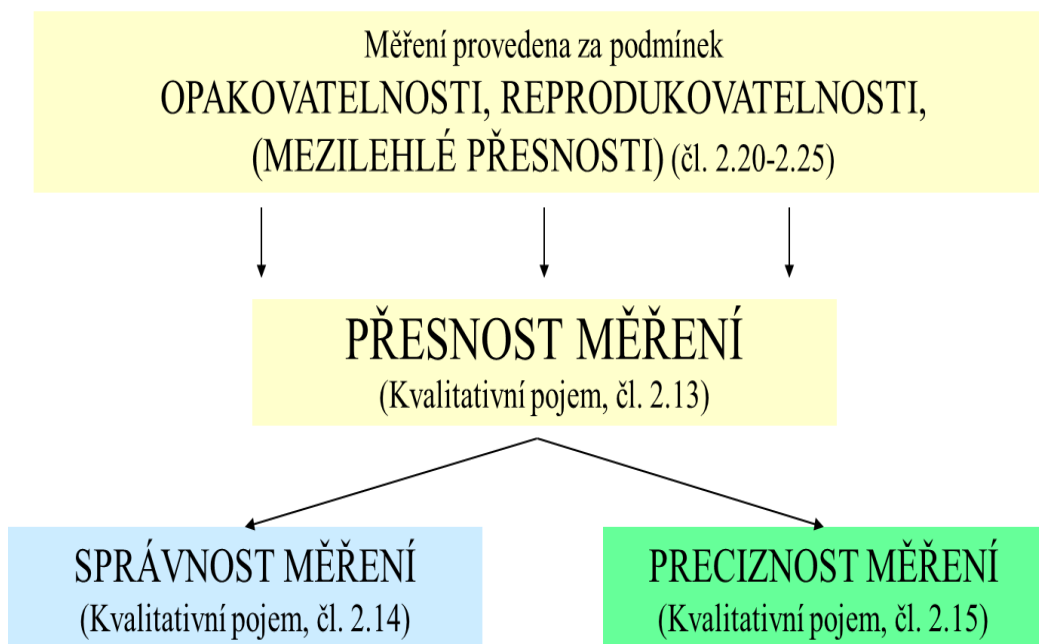 Měření provedena za podmínek
OPAKOVATELNOSTI, REPRODUKOVATELNOSTI,
(MEZILEHLÉ PŘESNOSTI) (čl. 2.20-2.25)
PŘESNOST MĚŘENÍ
(Kvalitativní pojem, čl. 2.13)
SPRÁVNOST MĚŘENÍ
(Kvalitativní pojem, čl. 2.14)
PRECIZNOST MĚŘENÍ
(Kvalitativní pojem, čl. 2.15)